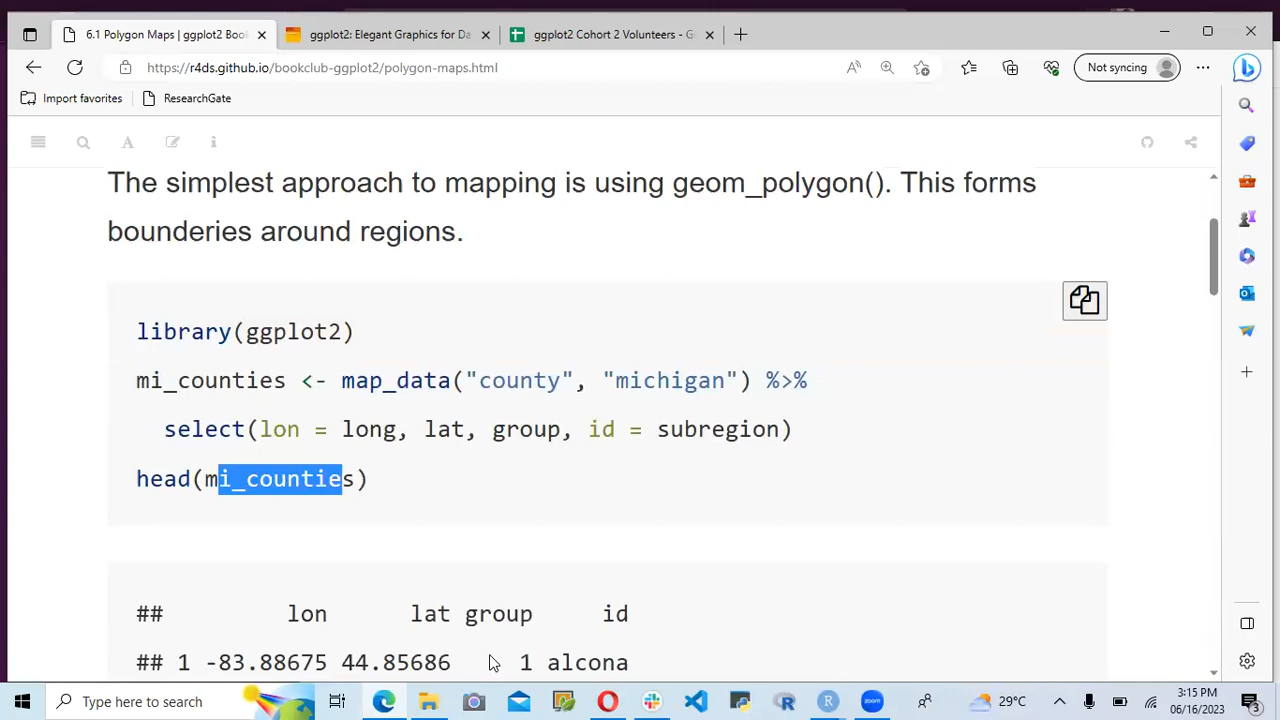 6.1 Polygon Maps | ggplot2 Boo
ggplot2: Elegant Graphics for Da
ggplot2 Cohort 2 Volunteers - G
https://r4ds.github.io/bookclub-ggplot2/polygon-maps.html
Not syncing
Import favorites
ResearchGate
The simplest approach to mapping is using geom_polygon(). This forms
bounderies around regions.
library(ggplot2)
mi_counties <- map_data("county", "michigan") %>%
select(lon = long, lat, group, id = subregion)
head(mi_counties)
## lon lat group id
## 1 -83.88675 44.85686 1 alcona
Type here to search
29°C
3:15 PM
06/16/2023
3